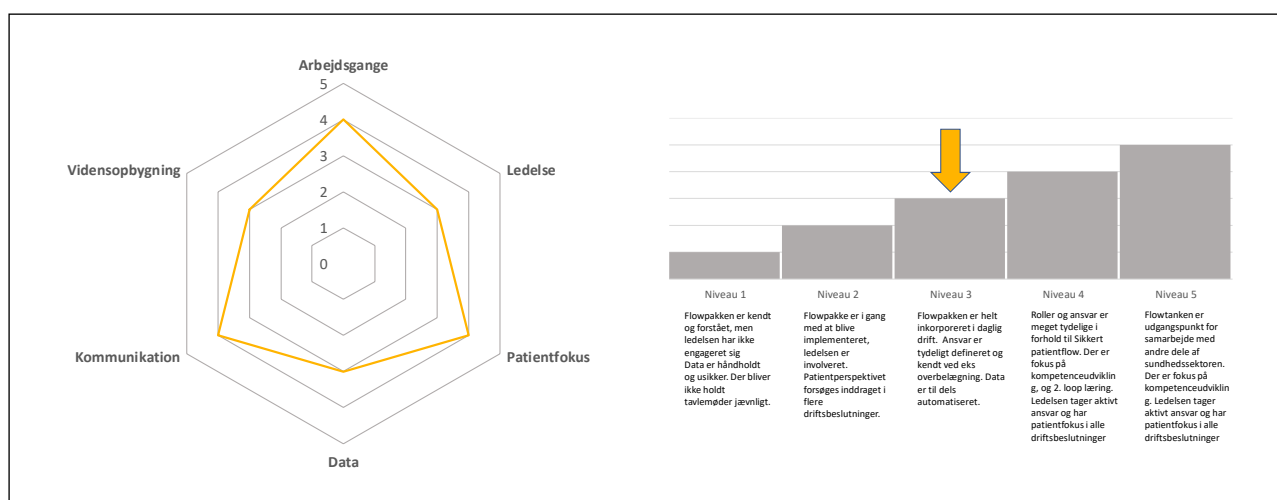 Arbejdsgange
5
4
3
2
1
0
Vidensopbygning
Ledelse
Kommunikation
Patientfokus
Data
Niveau 1
Flowpakken er kendt
og forstået, men
ledelsen har ikke
engageret sig
Data er håndholdt
og usikker. Der bliver
ikke holdt
tavlemøder jævnligt.
Niveau 2
Flowpakke er i gang
med at blive
implementeret,
ledelsen er
involveret.
Patientperspektivet
forsøges inddraget i
flere
driftsbeslutninger.
Niveau 3
Flowpakken er helt
inkorporeret i daglig
drift. Ansvar er
tydeligt defineret og
kendt ved eks
overbelægning. Data
er til dels
automatiseret.
Niveau 4
Roller og ansvar er
meget tydelige i
forhold til Sikkert
patientflow. Der er
fokus på
kompetenceudviklin
g, og 2. loop læring.
Ledelsen tager aktivt
ansvar og har
patientfokus i alle
driftsbeslutninger
Niveau 5
Flowtanken er
udgangspunkt for
samarbejde med
andre dele af
sundhedssektoren.
Der er fokus på
kompetenceudviklin
g. Ledelsen tager
aktivt ansvar og har
patientfokus i alle
driftsbeslutninger